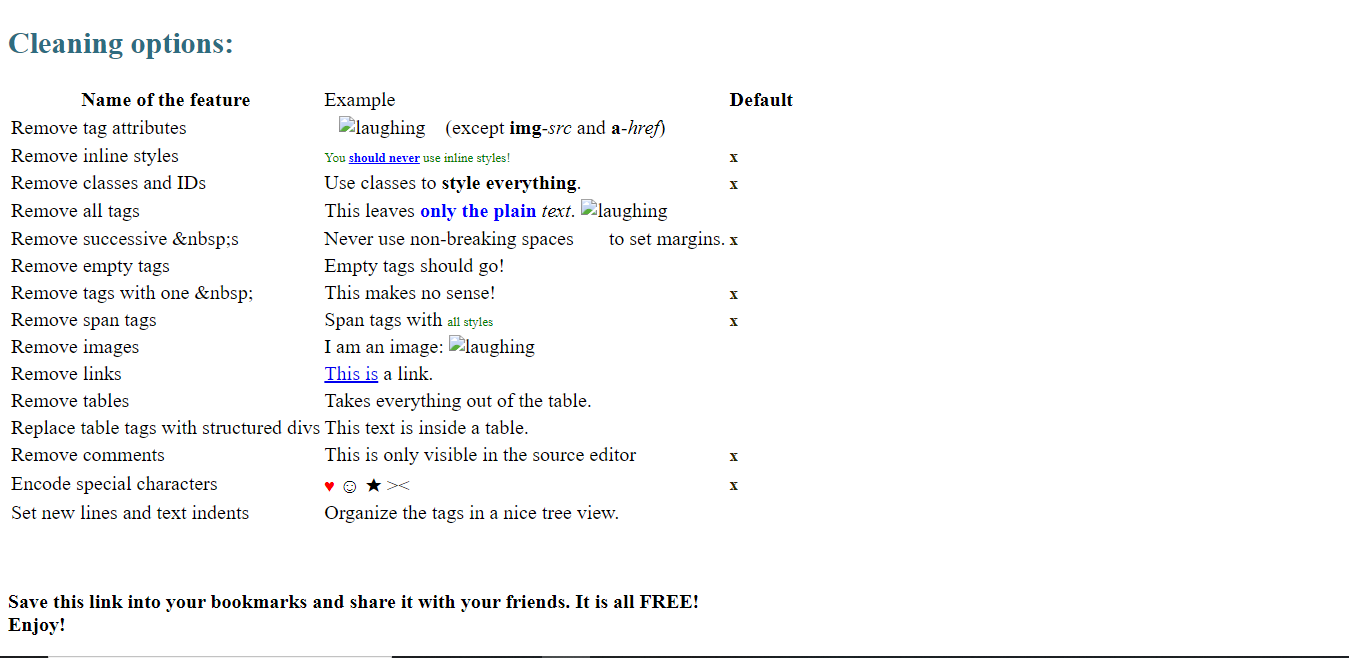 Cleaning options:
Name of the feature Example Default
Remove tag attributes laughing (except img-src and a-href)
Remove inline styles You should never use inline styles! x
Remove classes and IDs Use classes to style everything. x
Remove all tags This leaves only the plain text. laughing
Remove successive &nbsp;s Never use non-breaking spaces to set margins. x
Remove empty tags Empty tags should go!
Remove tags with one &nbsp; This makes no sense! x
Remove span tags Span tags with all styles x
Remove images I am an image: laughing
Remove links This is a link.
Remove tables Takes everything out of the table.
Replace table tags with structured divs This text is inside a table.
Remove comments This is only visible in the source editor x
Encode special characters ♥ ☺ ★ >< x
Set new lines and text indents Organize the tags in a nice tree view.
Save this link into your bookmarks and share it with your friends. It is all FREE!
Enjoy!